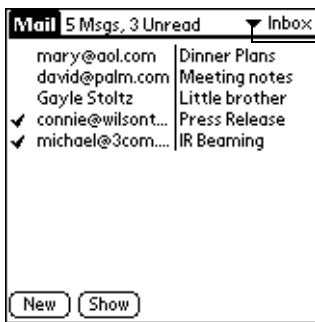 Mail 5 Msgs, 3 Unread Inbox
mary@aol.com Dinner Plans
david@palm.com Meeting notes
Gayle Stoltz Little brother
connie@wilsont... Press Release
michael@3com.... IR Beaming
New Show